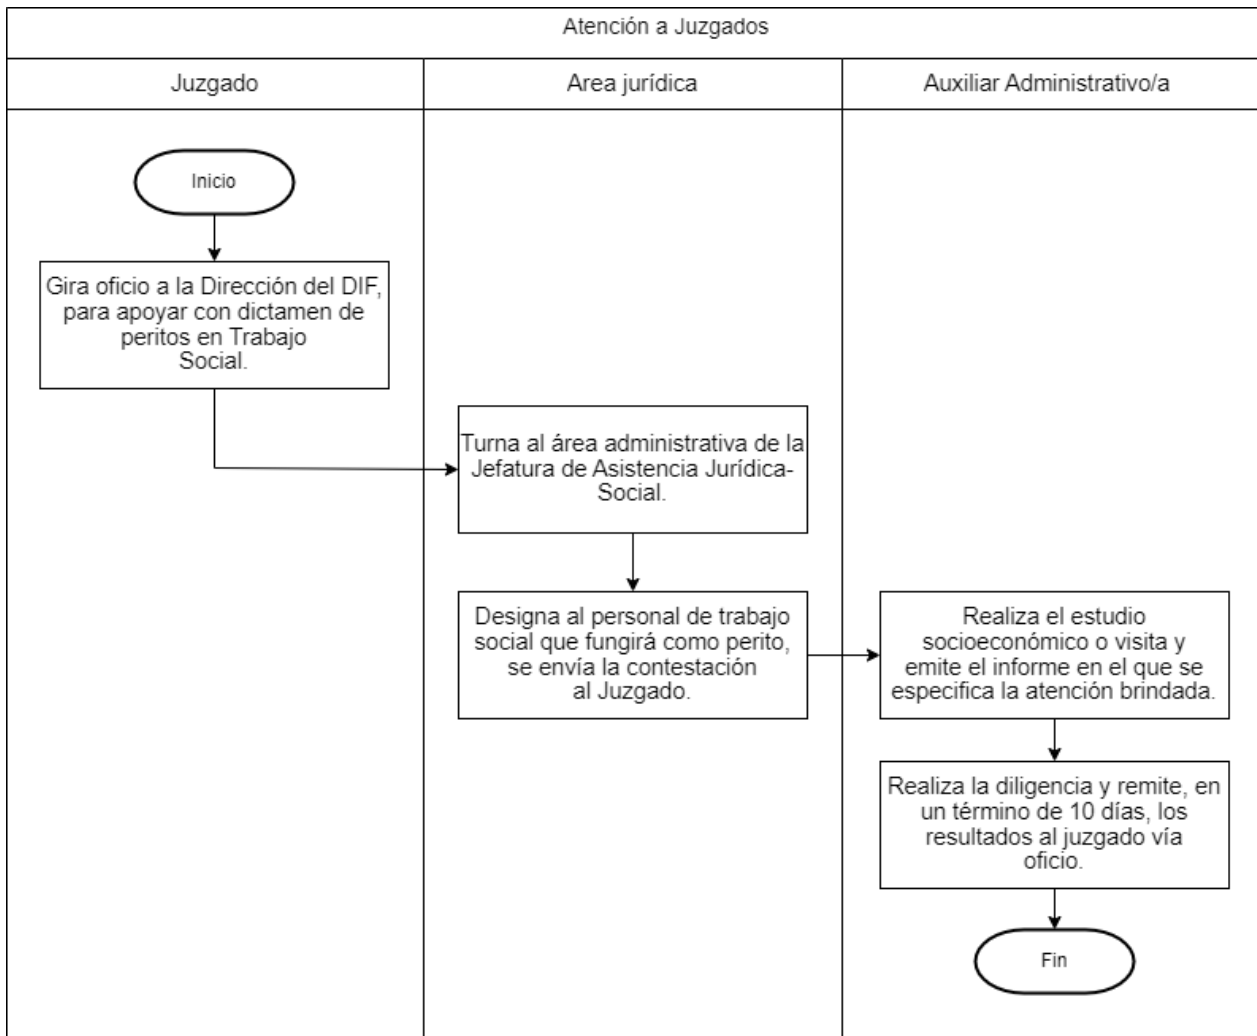 Atención a Juzgados
Juzgado
Area jurídica
Auxiliar Administrativo/a
Inicio
Gira oficio a la Dirección del DIF,
para apoyar con dictamen de
peritos en Trabajo
Social.
Turna al área administrativa de la
Jefatura de Asistencia Jurídica-
Social.
Designa al personal de trabajo
social que fungirá como perito,
se envía la contestación
al Juzgado.
Realiza el estudio
socioeconómico o visita y
emite el informe en el que se
especifica la atención brindada.
Realiza la diligencia y remite, en
un término de 10 días, los
resultados al juzgado vía
oficio.
Fin